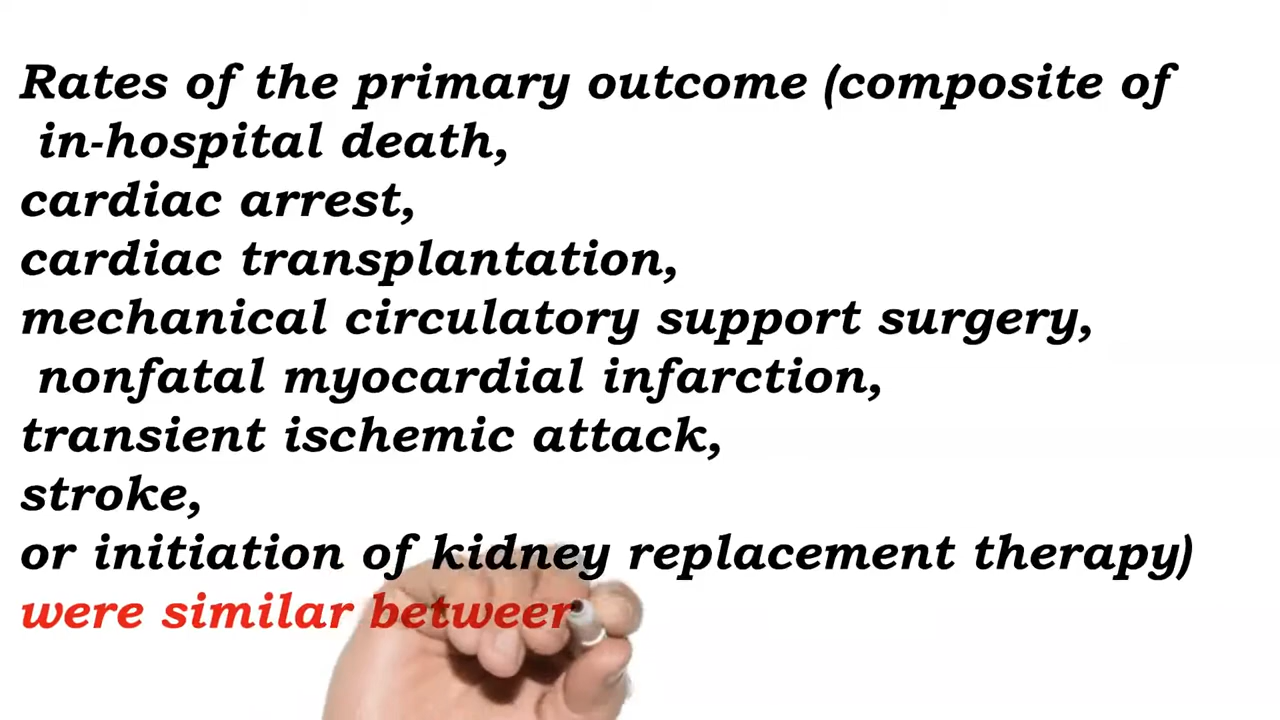 Rates of the primary outcome (composite of
in-hospital death,
cardiac arrest,
cardiac transplantation,
mechanical circulatory support surgery,
nonfatal myocardial infarction,
transient ischemic attack,
stroke,
or initiation of kidney replacement therapy)
were similar betweer